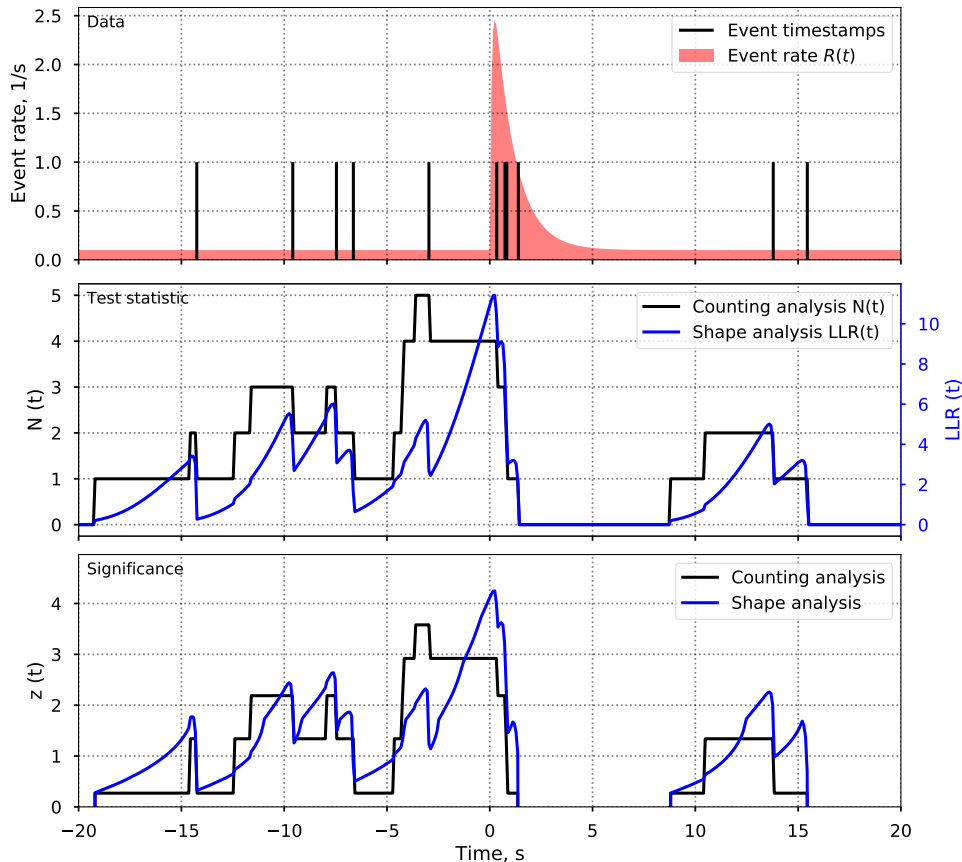 Data
Event timestamps
Event rate R(t)
Event rate, 1/s
2.5
2.0
1.5
1.0
0.5
0.0
Test statistic
Counting analysis N(t)
Shape analysis LLR(t)
N (t)
5
4
3
2
1
0
LLR (t)
10
8
6
4
2
0
Significance
Counting analysis
Shape analysis
z (t)
4
3
2
1
0
−20 −15 −10 −5 0 5 10 15 20
Time, s